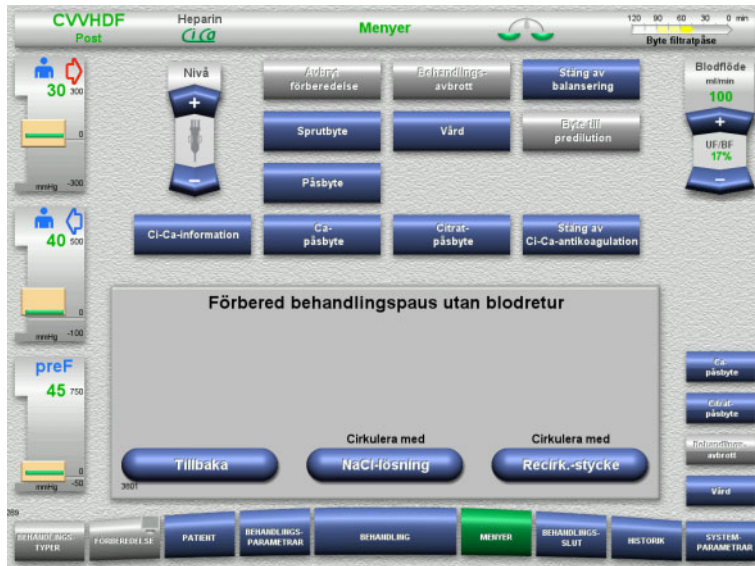 CVVHDF
Post
Heparin
CiCa
Menyer
120 90 60 30 0 min
Byte filtratpåse
30 300
0
mmHg -300
Nivå
+
−
Avbryt
förberedelse
Behandlings-
avbrott
Stäng av
balansering
Sprutbyte
Vård
Byte till
predilution
Påsbyte
Blodflöde
ml/min
100
+
UF/BF
17%
−
40 500
0
mmHg -100
Ci-Ca-information
Ca-
påsbyte
Citrat-
påsbyte
Stäng av
Ci-Ca-antikoagulation
preF
45 750
0
mmHg -50
Förbered behandlingspaus utan blodretur
Tillbaka
Cirkulera med
NaCl-lösning
Cirkulera med
Recirk.-stycke
3601
Ca-
påsbyte
Citrat-
påsbyte
Behandlings-
avbrott
Vård
089
BEHANDLINGS-
TYPER
FÖRBEREDELSE
PATIENT
BEHANDLINGS-
PARAMETRAR
BEHANDLING
MENYER
BEHANDLINGS-
SLUT
HISTORIK
SYSTEM-
PARAMETRAR